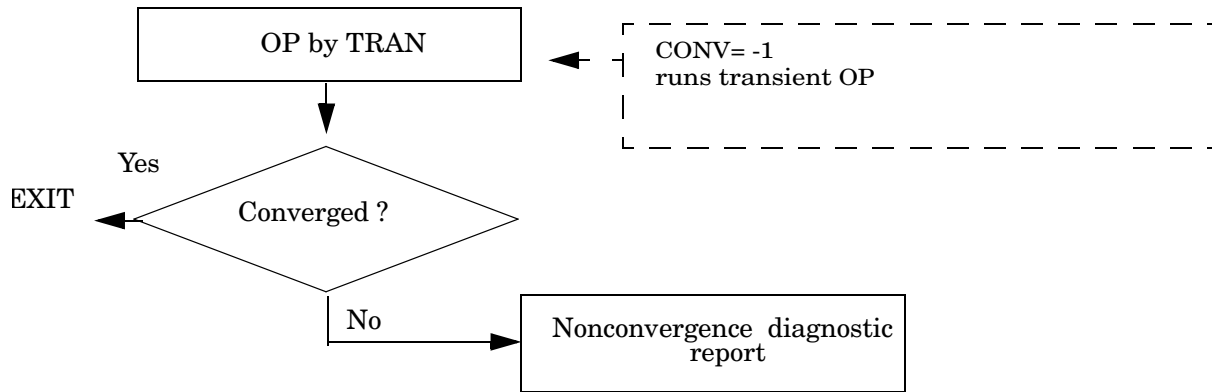 OP by TRAN
CONV= -1
runs transient OP
Yes
EXIT
Converged ?
No
Nonconvergence diagnostic
report